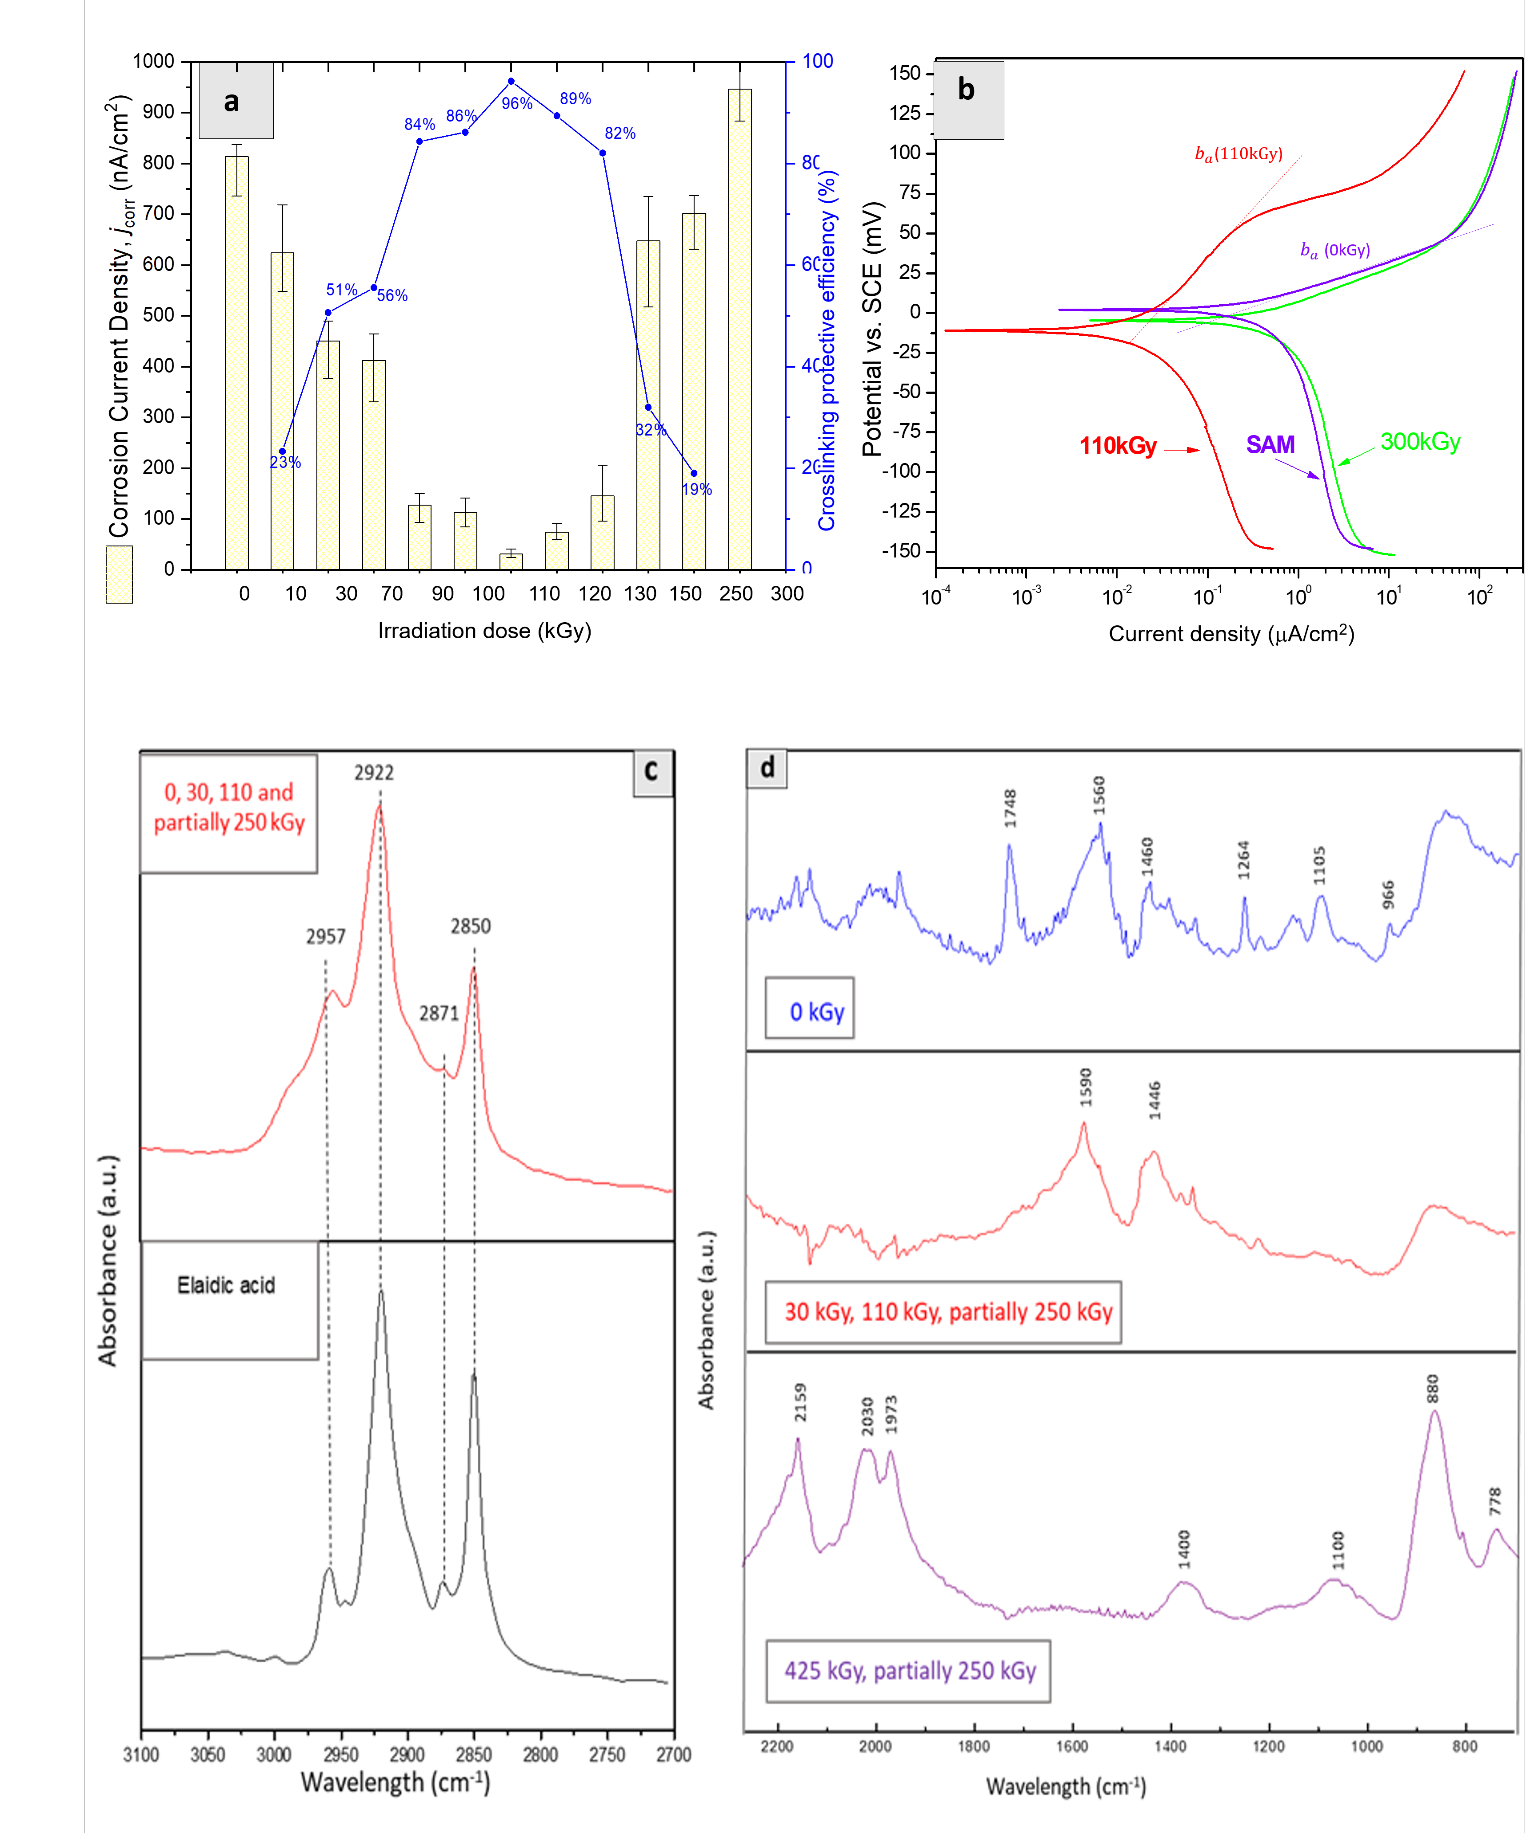 a
1000
900
800
700
600
500
400
300
200
100
0
Corrosion Current Density, jcorr (nA/cm2)
23%
51%
56%
84%
86%
96%
89%
82%
32%
19%
100
80
60
40
20
0
Crosslinking protective efficiency (%)
0 10 30 70 90 100 110 120 130 150 250 300
Irradiation dose (kGy)
b
150
125
100
75
50
25
0
-25
-50
-75
-100
-125
-150
Potential vs. SCE (mV)
ba(110kGy)
ba (0kGy)
110kGy
SAM
300kGy
10-4 10-3 10-2 10-1 100 101 102
Current density (μA/cm2)
c
0, 30, 110 and
partially 250 kGy
2922
2957
2850
2871
Elaidic acid
Absorbance (a.u.)
3100 3050 3000 2950 2900 2850 2800 2750 2700
Wavelength (cm-1)
d
1748
1560
1460
1264
1105
966
0 kGy
1590
1446
30 kGy, 110 kGy, partially 250 kGy
2159
2030
1973
1400
1100
880
778
425 kGy, partially 250 kGy
Absorbance (a.u.)
2200 2000 1800 1600 1400 1200 1000 800
Wavelength (cm-1)